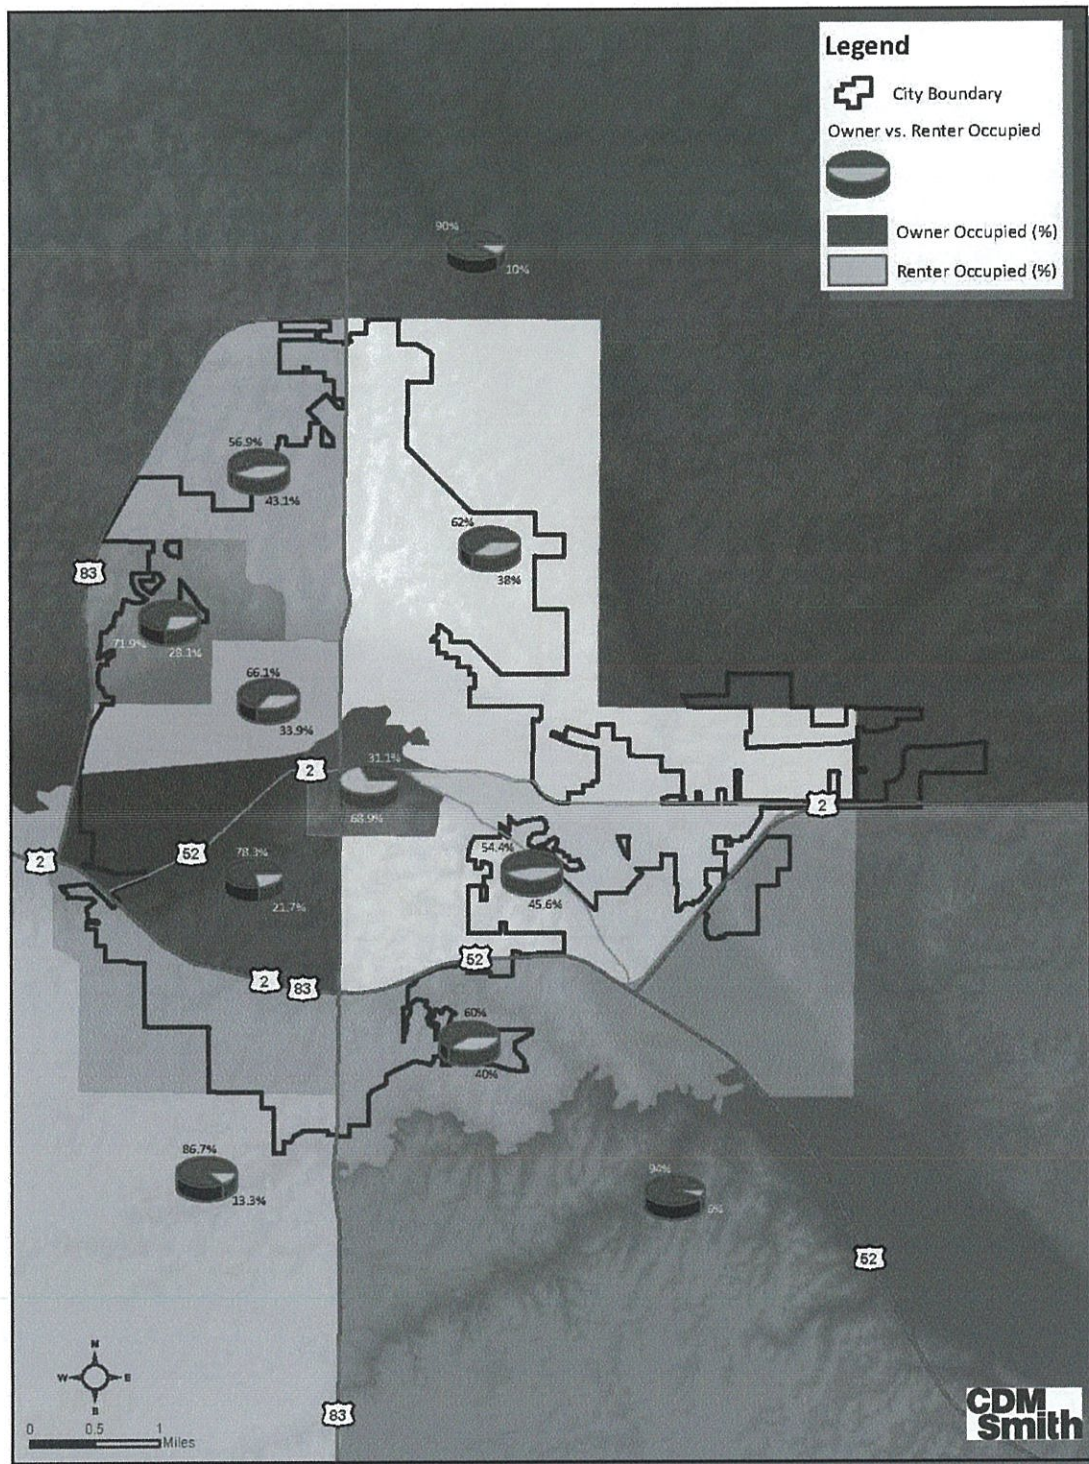 Legend
City Boundary
Owner vs. Renter Occupied
Owner Occupied (%)
Renter Occupied (%)
90%
10%
56.9%
43.1%
62%
38%
83
71.9%
28.1%
66.1%
33.9%
31.1%
2
68.9%
2
52
78.3%
2
54.4%
21.7%
45.6%
52
2
83
60%
40%
86.7%
13.3%
94%
6%
52
N
W
E
S
83
0
0.5
1
Miles
CDM
Smith